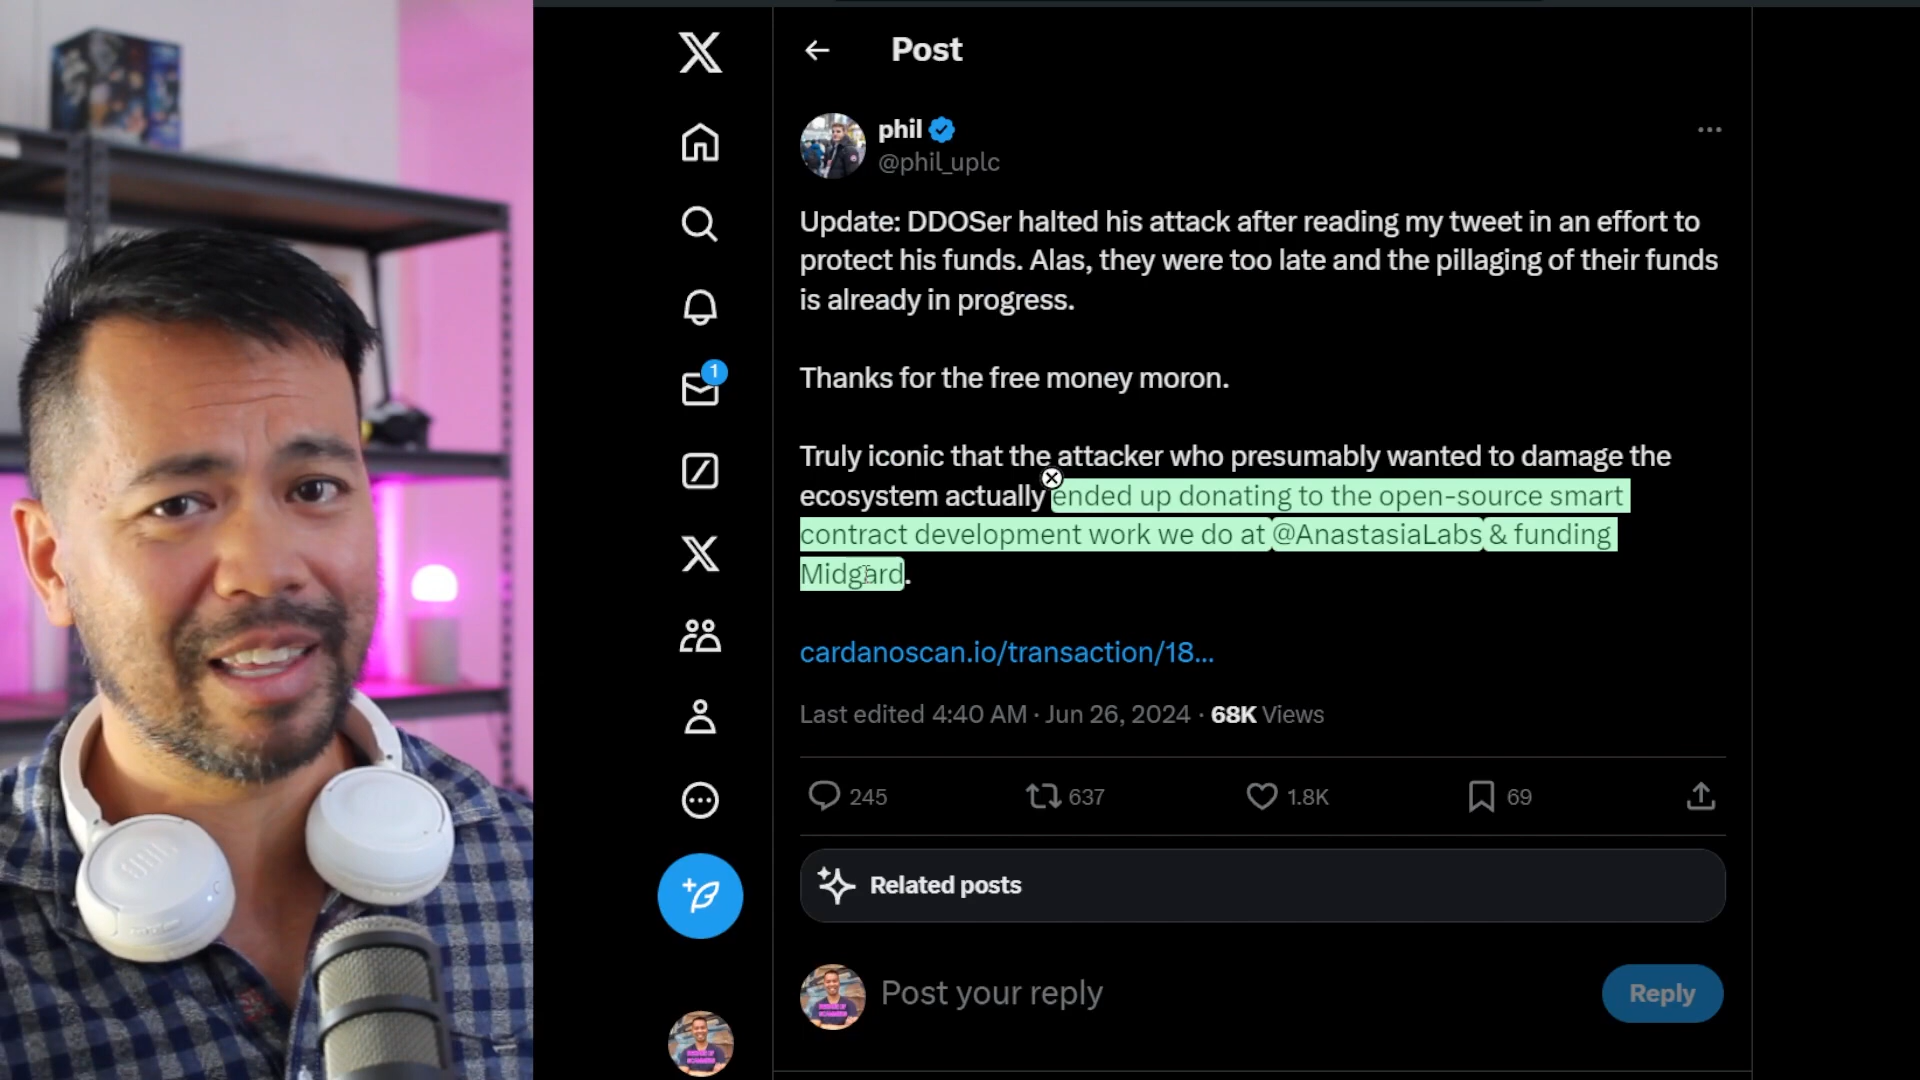 Post
phil
@phil_uplc
Update: DDOSer halted his attack after reading my tweet in an effort to
protect his funds. Alas, they were too late and the pillaging of their funds
is already in progress.
Thanks for the free money moron.
Truly iconic that the attacker who presumably wanted to damage the
ecosystem actually ended up donating to the open-source smart
contract development work we do at @AnastasiaLabs & funding
Midgard.
cardanoscan.io/transaction/18...
Last edited 4:40 AM · Jun 26, 2024 · 68K Views
245 637 1.8K 69
Related posts
Post your reply
Reply
1
JBL